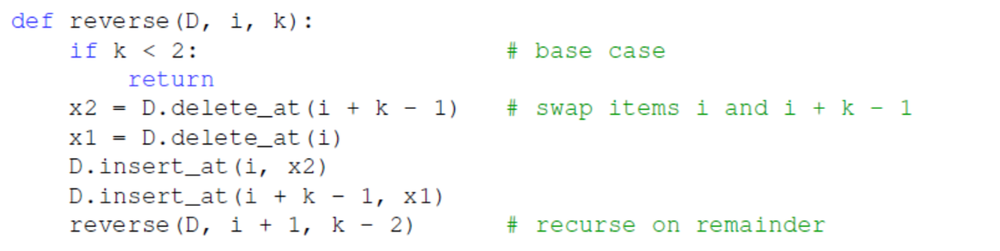 def reverse(D, i, k):
    if k < 2:                     # base case
        return
    x2 = D.delete_at(i + k - 1)   # swap items i and i + k - 1
    x1 = D.delete_at(i)
    D.insert_at(i, x2)
    D.insert_at(i + k - 1, x1)
    reverse(D, i + 1, k - 2)      # recurse on remainder